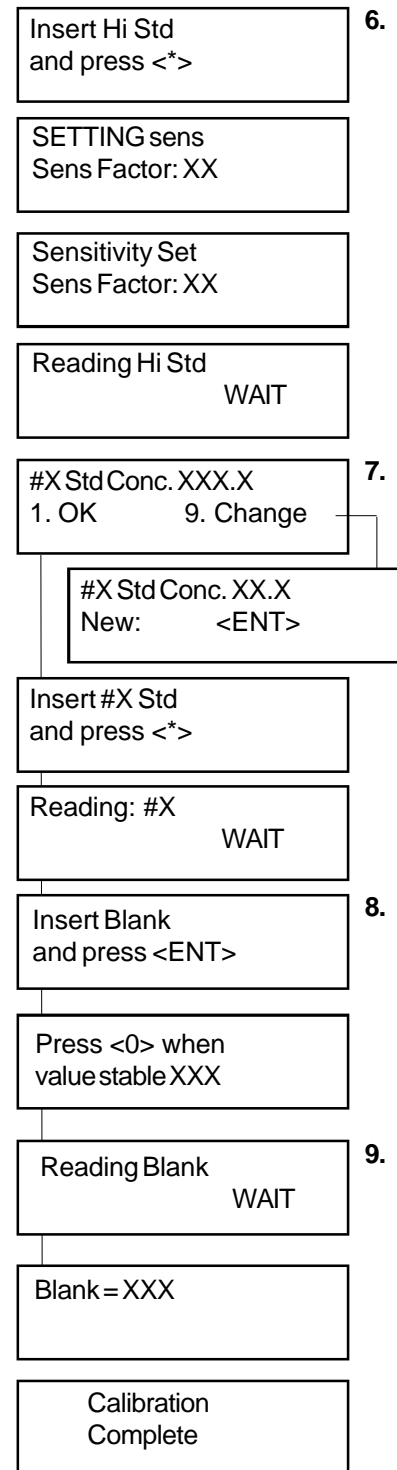 Insert Hi Std
6.
and press <*>
SETTING sens
Sens Factor: XX
Sensitivity Set
Sens Factor: XX
Reading Hi Std
WAIT
#X Std Conc. XXX.X
7.
1. OK 9. Change
#X Std Conc. XX.X
New: <ENT>
Insert #X Std
and press <*>
Reading: #X
WAIT
Insert Blank
8.
and press <ENT>
Press <0> when
value stable XXX
Reading Blank
9.
WAIT
Blank = XXX
Calibration
Complete